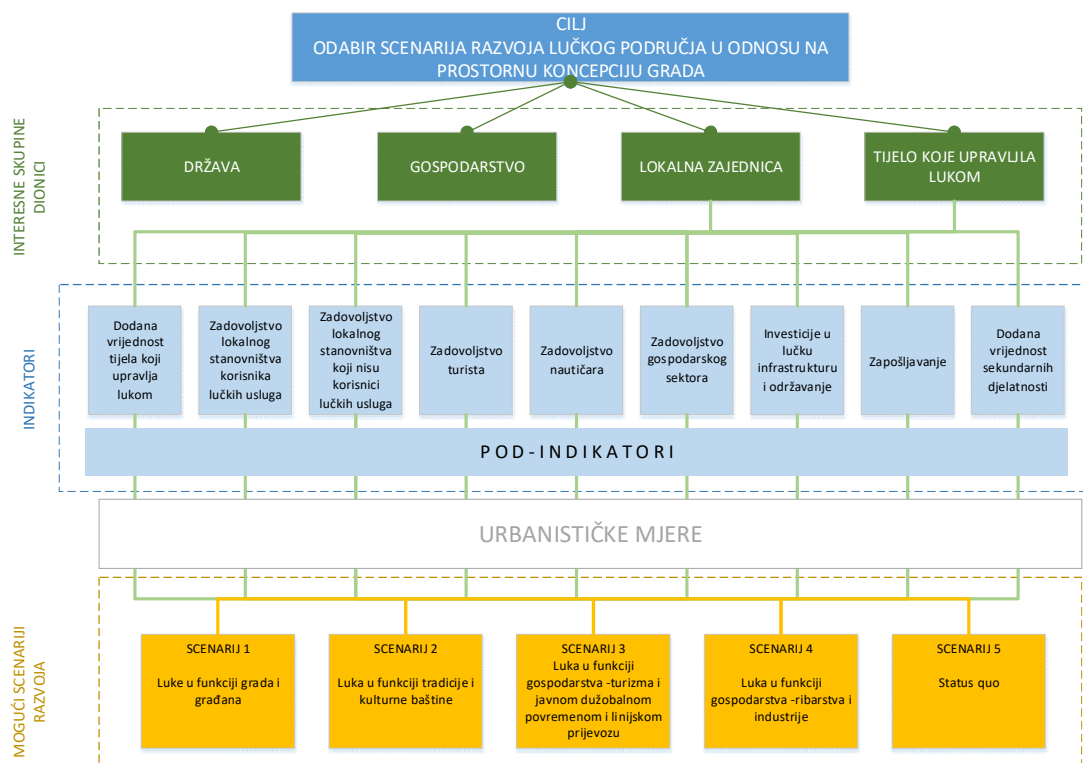 CILJ
ODABIR SCENARIJA RAZVOJA LUČKOG PODRUČJA U ODNOSU NA
PROSTORNU KONCEPCIJU GRADA
INTERESNE SKUPINE
DIONICI
DRŽAVA
GOSPODARSTVO
LOKALNA ZAJEDNICA
TIJELO KOJE UPRAVLJLA
LUKOM
INDIKATORI
Dodana
vrijednost
tijela koji
upravlja
lukom
Zadovoljstvo
lokalnog
stanovništva
korisnika
lučkih usluga
Zadovoljstvo
lokalnog
stanovništva
koji nisu
korisnici
lučkih usluga
Zadovoljstvo
turista
Zadovoljstvo
nautičara
Zadovoljstvo
gospodarskog
sektora
Investicije u
lučku
infrastrukturu
i održavanje
Zapošljavanje
Dodana
vrijednost
sekundarnih
djelatnosti
POD-INDIKATORI
URBANISTIČKE MJERE
MOGUĆI SCENARIJI
RAZVOJA
SCENARIJ 1
Luke u funkciji grada i
građana
SCENARIJ 2
Luka u funkciji tradicije i
kulturne baštine
SCENARIJ 3
Luka u funkciji
gospodarstva -turizma i
javnom dužobalnom
povremenom i linijskom
prijevozu
SCENARIJ 4
Luka u funkciji
gospodarstva -ribarstva i
industrije
SCENARIJ 5
Status quo